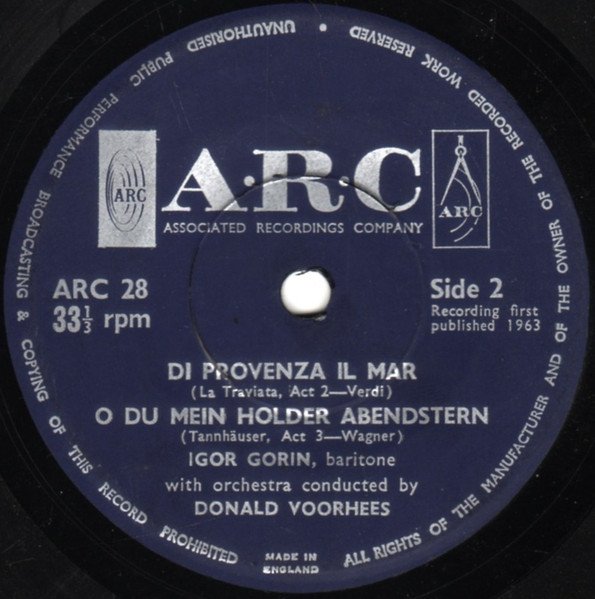 ALL RIGHTS OF THE MANUFACTURER AND OF THE OWNER OF THE RECORDED WORK RESERVED • UNAUTHORISED PUBLIC PERFORMANCE BROADCASTING & COPYING OF THIS RECORD PROHIBITED
ARC
A·R·C
ARC
ASSOCIATED RECORDINGS COMPANY
ARC 28
Side 2
33⅓ rpm
Recording first
published 1963
DI PROVENZA IL MAR
(La Traviata, Act 2—Verdi)
O DU MEIN HOLDER ABENDSTERN
(Tannhäuser, Act 3—Wagner)
IGOR GORIN, baritone
with orchestra conducted by
DONALD VOORHEES
MADE IN
ENGLAND